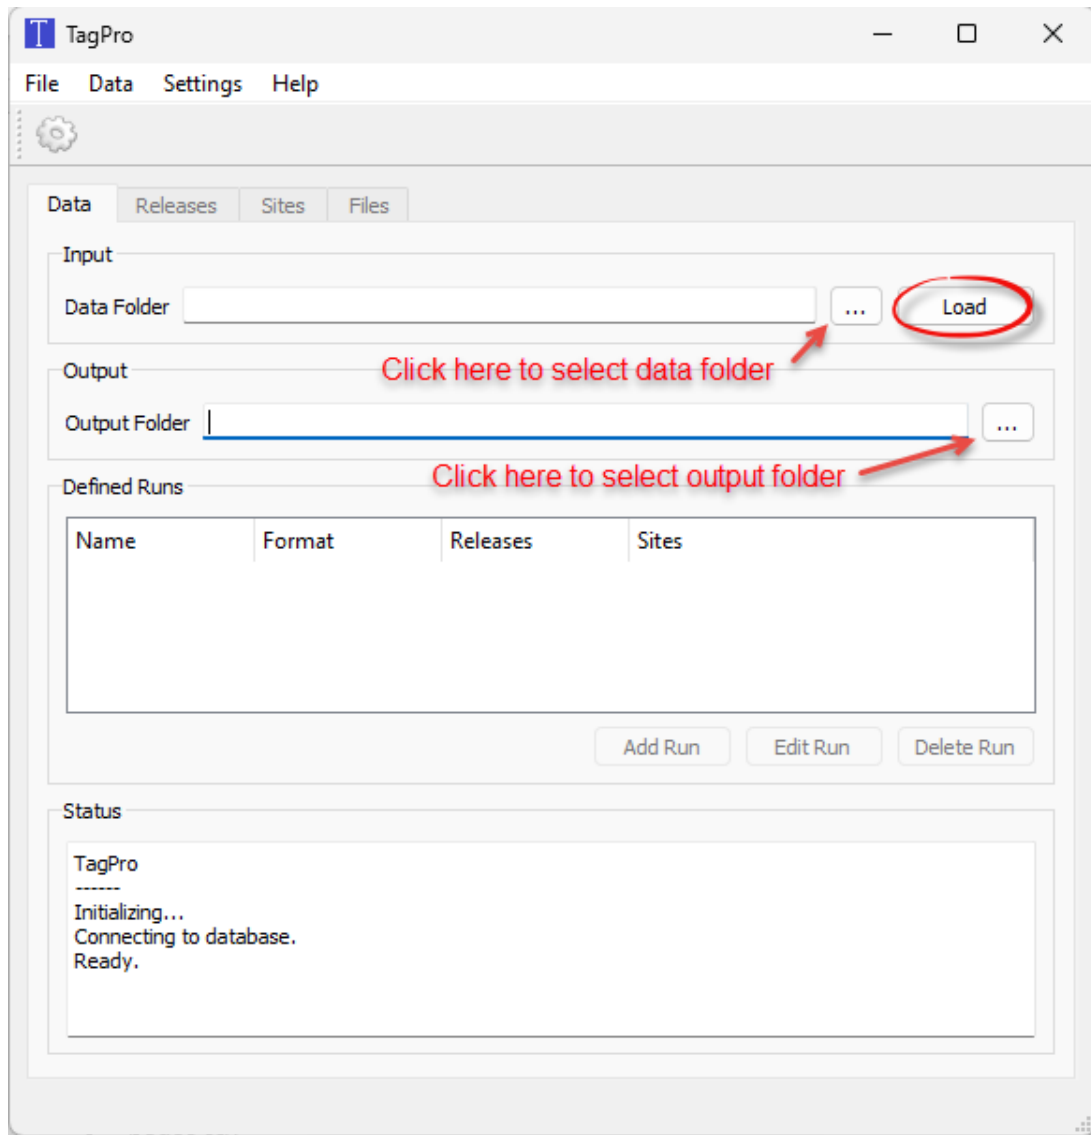 T TagPro
File Data Settings Help
Data Releases Sites Files
Input
Data Folder ... Load
Click here to select data folder
Output
Output Folder ...
Click here to select output folder
Defined Runs
Name Format Releases Sites
Add Run Edit Run Delete Run
Status
TagPro
------
Initializing...
Connecting to database.
Ready.